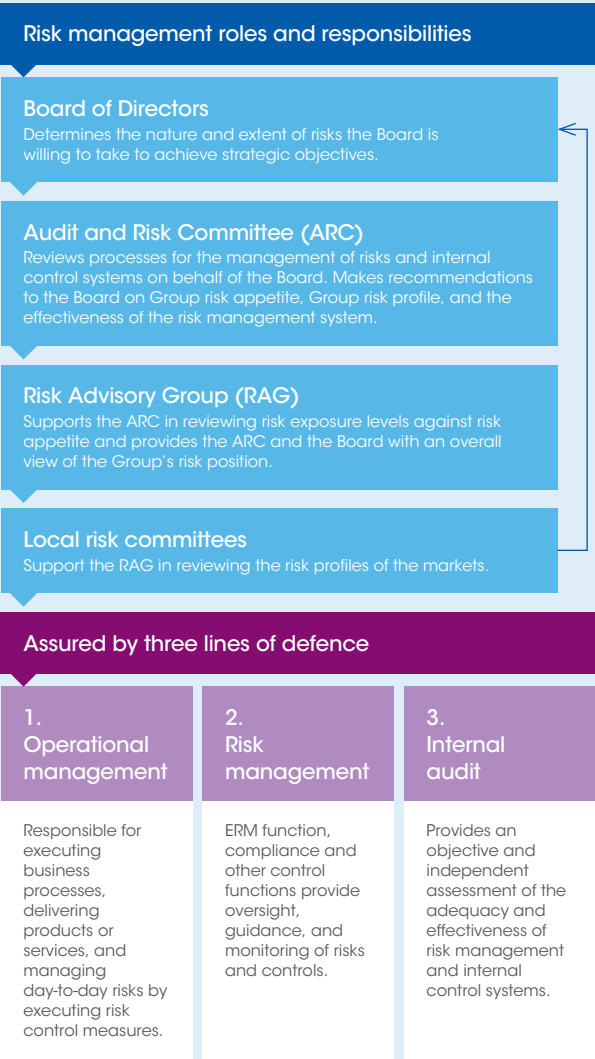 Risk management roles and responsibilities
Board of Directors
Determines the nature and extent of risks the Board is
willing to take to achieve strategic objectives.
Audit and Risk Committee (ARC)
Reviews processes for the management of risks and internal
control systems on behalf of the Board. Makes recommendations
to the Board on Group risk appetite, Group risk profile, and the
effectiveness of the risk management system.
Risk Advisory Group (RAG)
Supports the ARC in reviewing risk exposure levels against risk
appetite and provides the ARC and the Board with an overall
view of the Group's risk position.
Local risk committees
Support the RAG in reviewing the risk profiles of the markets.
Assured by three lines of defence
1.
Operational
management
Responsible for
executing
business
processes,
delivering
products or
services, and
managing
day-to-day risks by
executing risk
control measures.
2.
Risk
management
ERM function,
compliance and
other control
functions provide
oversight,
guidance, and
monitoring of risks
and controls.
3.
Internal
audit
Provides an
objective and
independent
assessment of the
adequacy and
effectiveness of
risk management
and internal
control systems.